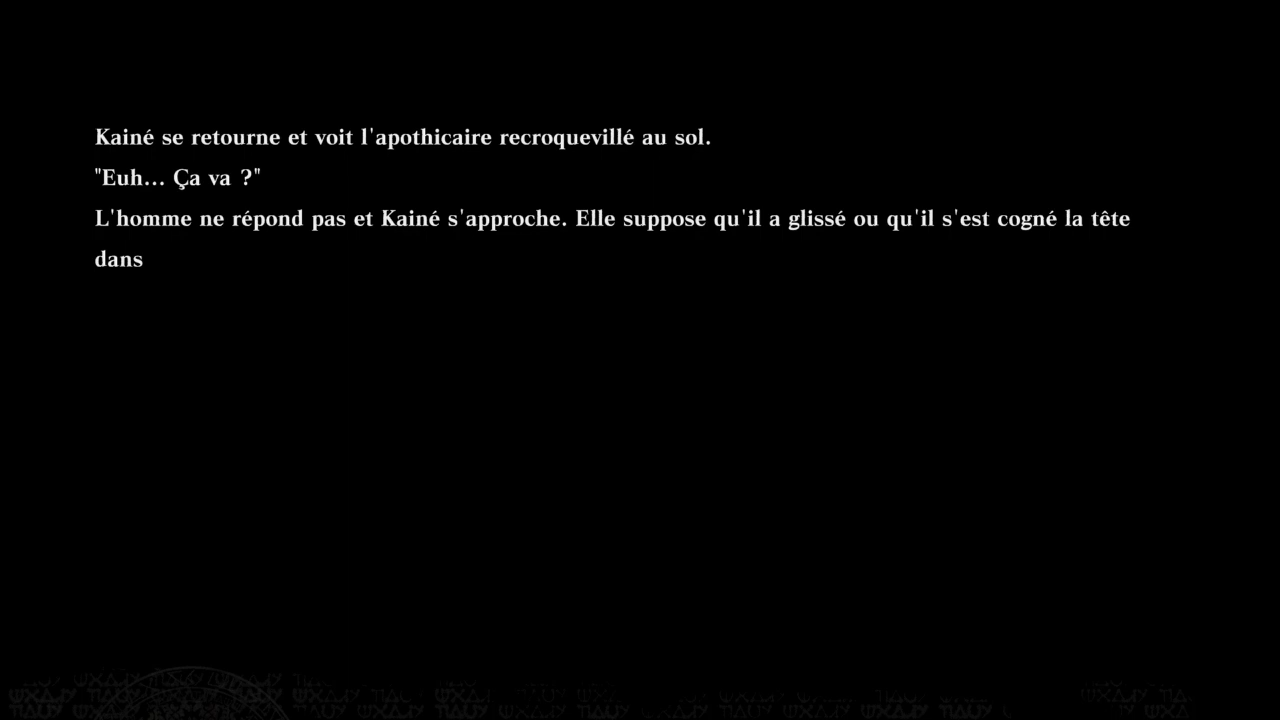 Kainé se retourne et voit l'apothicaire recroquevillé au sol.
"Euh... Ça va ?"
L'homme ne répond pas et Kainé s'approche. Elle suppose qu'il a glissé ou qu'il s'est cogné la tête
dans